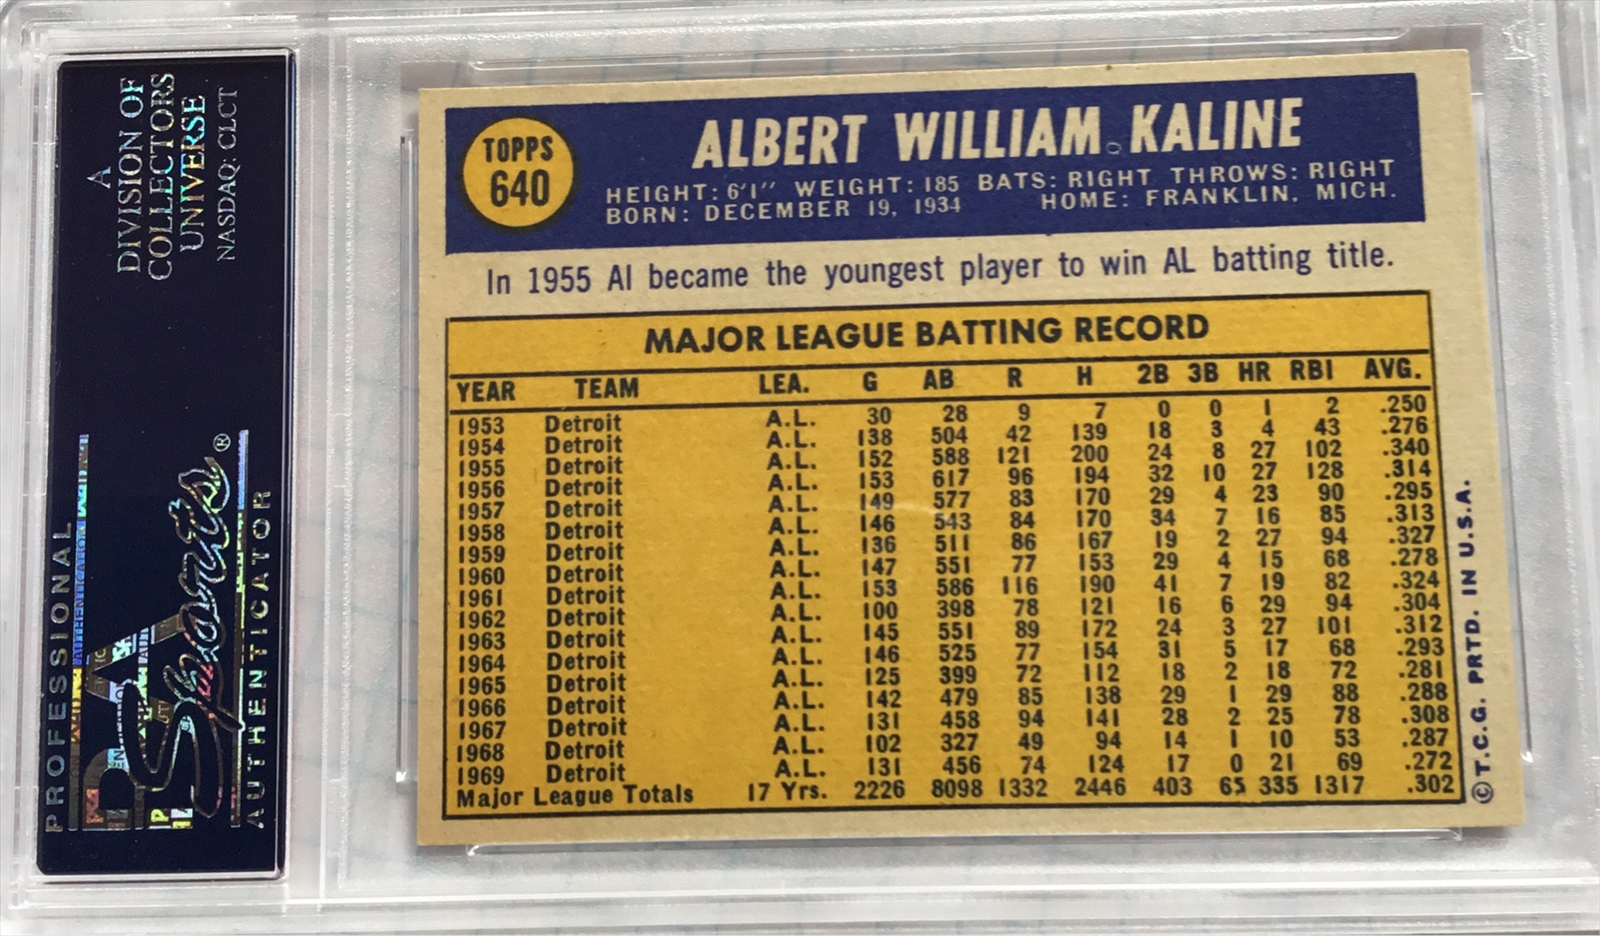 A
DIVISION OF
COLLECTORS
UNIVERSE
NASDAQ: CLCT
PROFESSIONAL
PSA
Sports®
AUTHENTICATOR
TOPPS
640
ALBERT WILLIAM KALINE
HEIGHT: 6'1" WEIGHT: 185 BATS: RIGHT THROWS: RIGHT
BORN: DECEMBER 19, 1934 HOME: FRANKLIN, MICH.
In 1955 Al became the youngest player to win AL batting title.
MAJOR LEAGUE BATTING RECORD
YEAR TEAM LEA. G AB R H 2B 3B HR RBI AVG.
1953 Detroit A.L. 30 28 9 7 0 0 1 2 .250
1954 Detroit A.L. 138 504 42 139 18 3 4 43 .276
1955 Detroit A.L. 152 588 121 200 24 8 27 102 .340
1956 Detroit A.L. 153 617 96 194 32 10 27 128 .314
1957 Detroit A.L. 149 577 83 170 29 4 23 90 .295
1958 Detroit A.L. 146 543 84 170 34 7 16 85 .313
1959 Detroit A.L. 136 511 86 167 19 2 27 94 .327
1960 Detroit A.L. 147 551 77 153 29 4 15 68 .278
1961 Detroit A.L. 153 586 116 190 41 7 19 82 .324
1962 Detroit A.L. 100 398 78 121 16 6 29 94 .304
1963 Detroit A.L. 145 551 89 172 24 3 27 101 .312
1964 Detroit A.L. 146 525 77 154 31 5 17 68 .293
1965 Detroit A.L. 125 399 72 112 18 2 18 72 .281
1966 Detroit A.L. 142 479 85 138 29 1 29 88 .288
1967 Detroit A.L. 131 458 94 141 28 2 25 78 .308
1968 Detroit A.L. 102 327 49 94 14 1 10 53 .287
1969 Detroit A.L. 131 456 74 124 17 0 21 69 .272
Major League Totals 17 Yrs. 2226 8098 1332 2446 403 65 335 1317 .302
©T.C.G. PRTD. IN U.S.A.